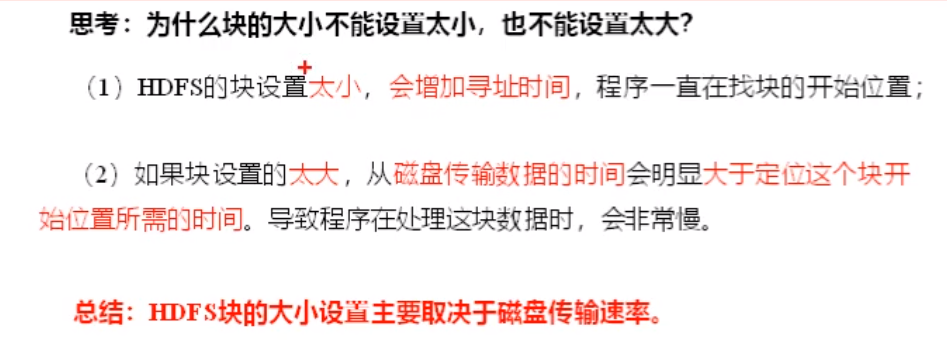 思考：为什么块的大小不能设置太小，也不能设置太大？
（1）HDFS的块设置太小，会增加寻址时间，程序一直在找块的开始位置；
（2）如果块设置的太大，从磁盘传输数据的时间会明显大于定位这个块开
始位置所需的时间。导致程序在处理这块数据时，会非常慢。
总结：HDFS块的大小设置主要取决于磁盘传输速率。